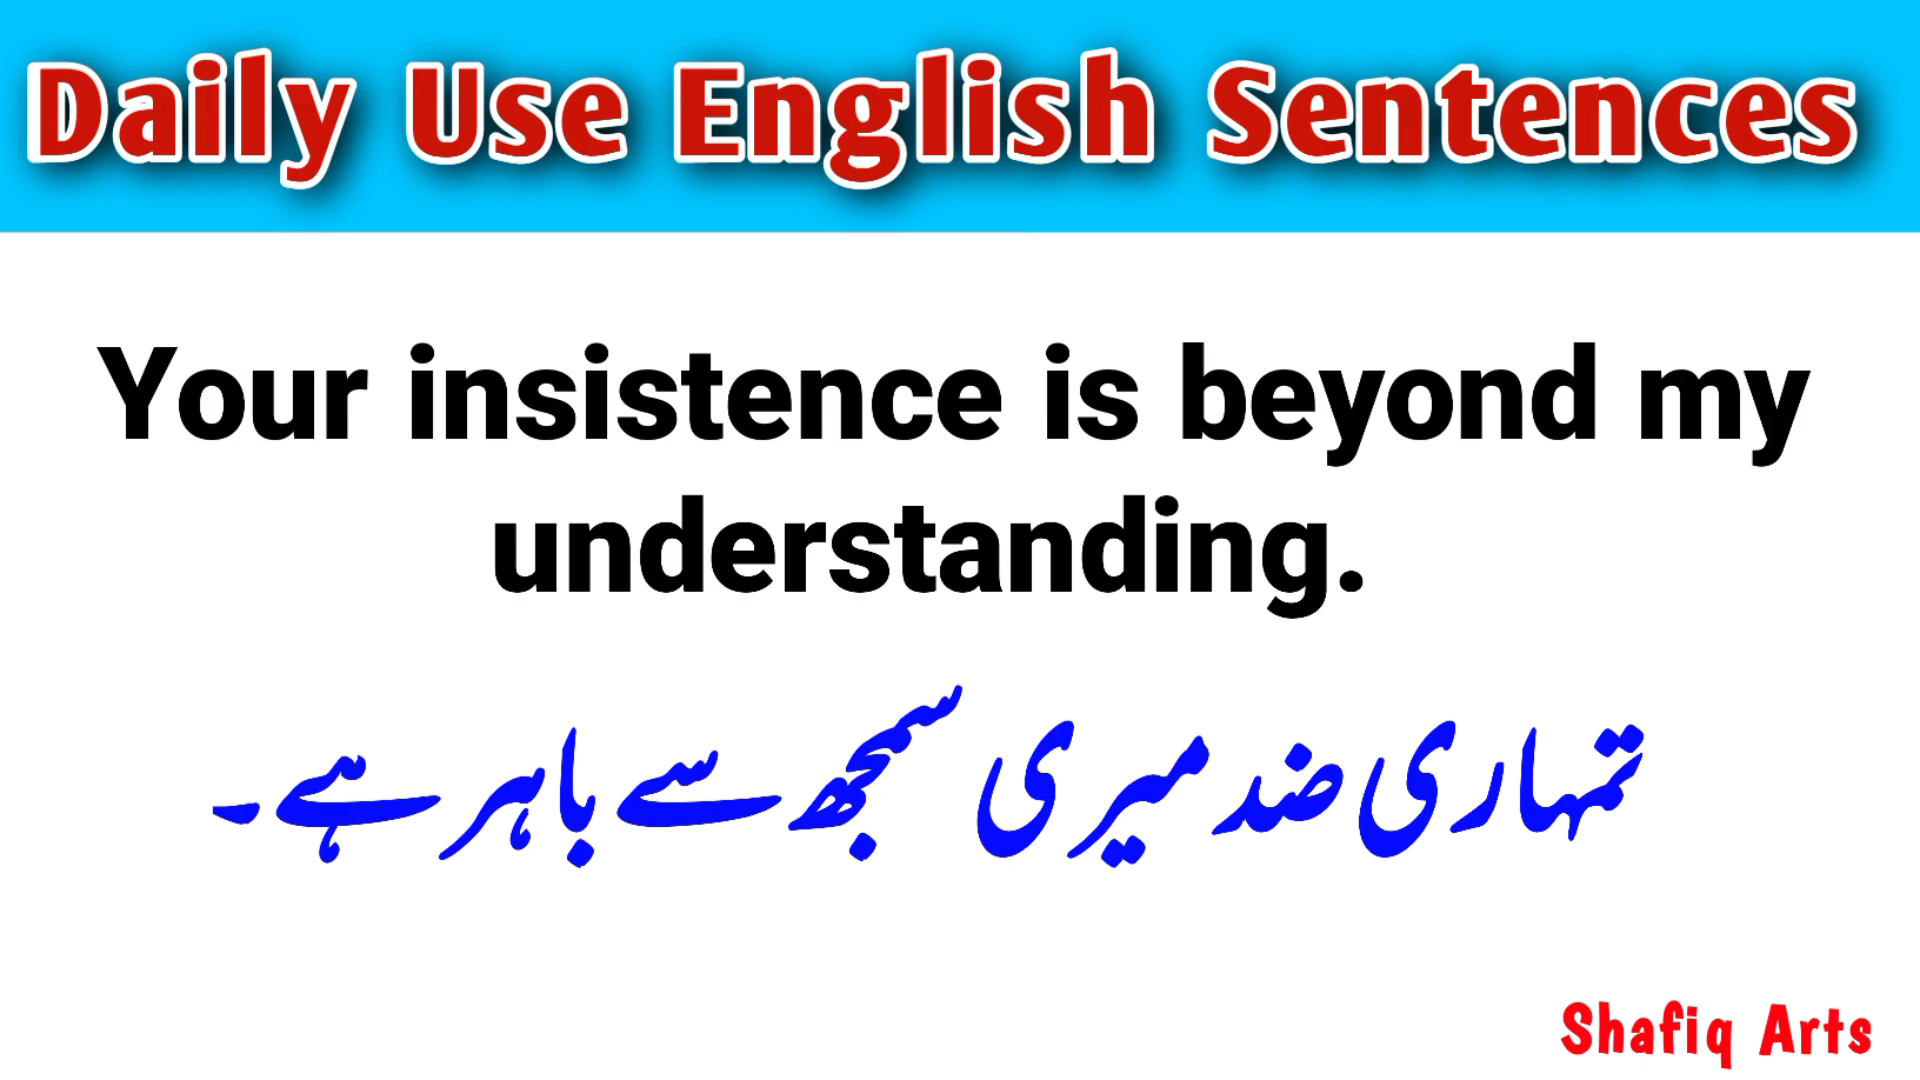 Daily Use English Sentences
Your insistence is beyond my
understanding.
تمہاری ضد میری سمجھ سے باہر ہے۔
Shafiq Arts